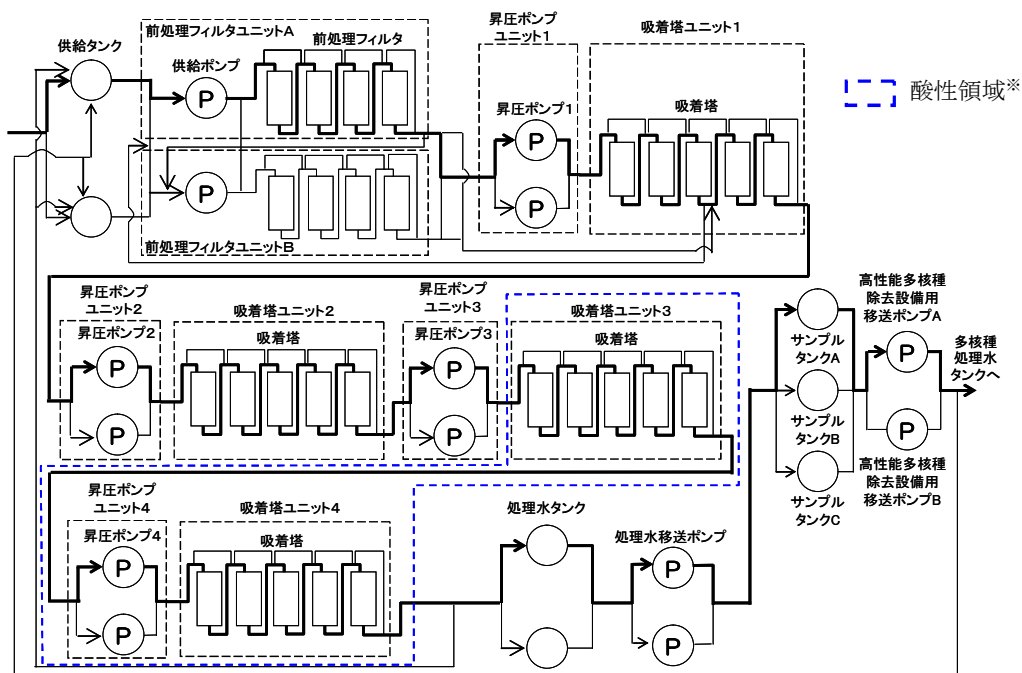 前処理フィルタユニットA
前処理フィルタ
供給タンク
供給ポンプ
P
P
前処理フィルタユニットB
昇圧ポンプ
ユニット1
昇圧ポンプ1
P
P
吸着塔ユニット1
吸着塔
酸性領域※
昇圧ポンプ
ユニット2
昇圧ポンプ2
P
P
吸着塔ユニット2
吸着塔
昇圧ポンプ
ユニット3
昇圧ポンプ3
P
P
吸着塔ユニット3
吸着塔
サンプル
タンクA
サンプル
タンクB
サンプル
タンクC
高性能多核種
除去設備用
移送ポンプA
P
P
高性能多核種
除去設備用
移送ポンプB
多核種
処理水
タンクへ
昇圧ポンプ
ユニット4
昇圧ポンプ4
P
P
吸着塔ユニット4
吸着塔
処理水タンク
処理水移送ポンプ
P
P